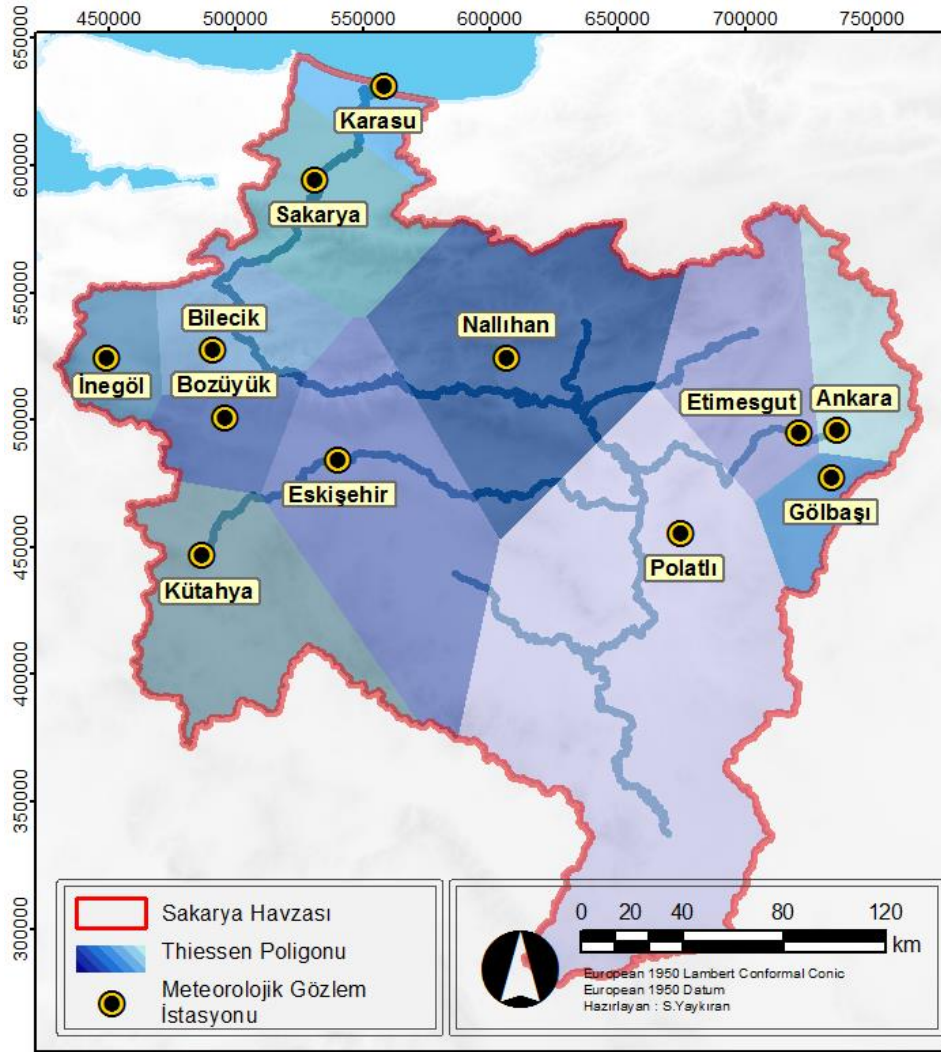 450000 500000 550000 600000 650000 700000 750000
650000
600000
550000
500000
450000
400000
350000
300000
Karasu
Sakarya
Bilecik
Nallıhan
İnegöl
Bozüyük
Etimesgut
Ankara
Eskişehir
Gölbaşı
Polatlı
Kütahya
Sakarya Havzası
Thiessen Poligonu
Meteorolojik Gözlem
İstasyonu
0 20 40 80 120
km
European 1950 Lambert Conformal Conic
European 1950 Datum
Hazırlayan : S.Yaykıran